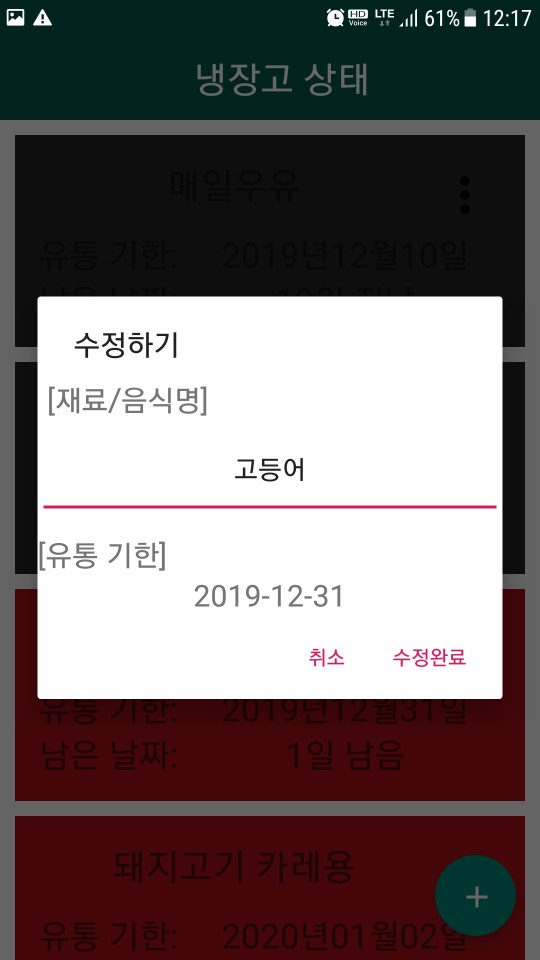 HD Voice LTE 61% 12:17
냉장고 상태
매일우유
유통 기한: 2019년12월10일
수정하기
[재료/음식명]
고등어
[유통 기한]
2019-12-31
취소 수정완료
유통 기한: 2019년12월31일
남은 날짜: 1일 남음
돼지고기 카레용
유통 기한: 2020년01월02일
+